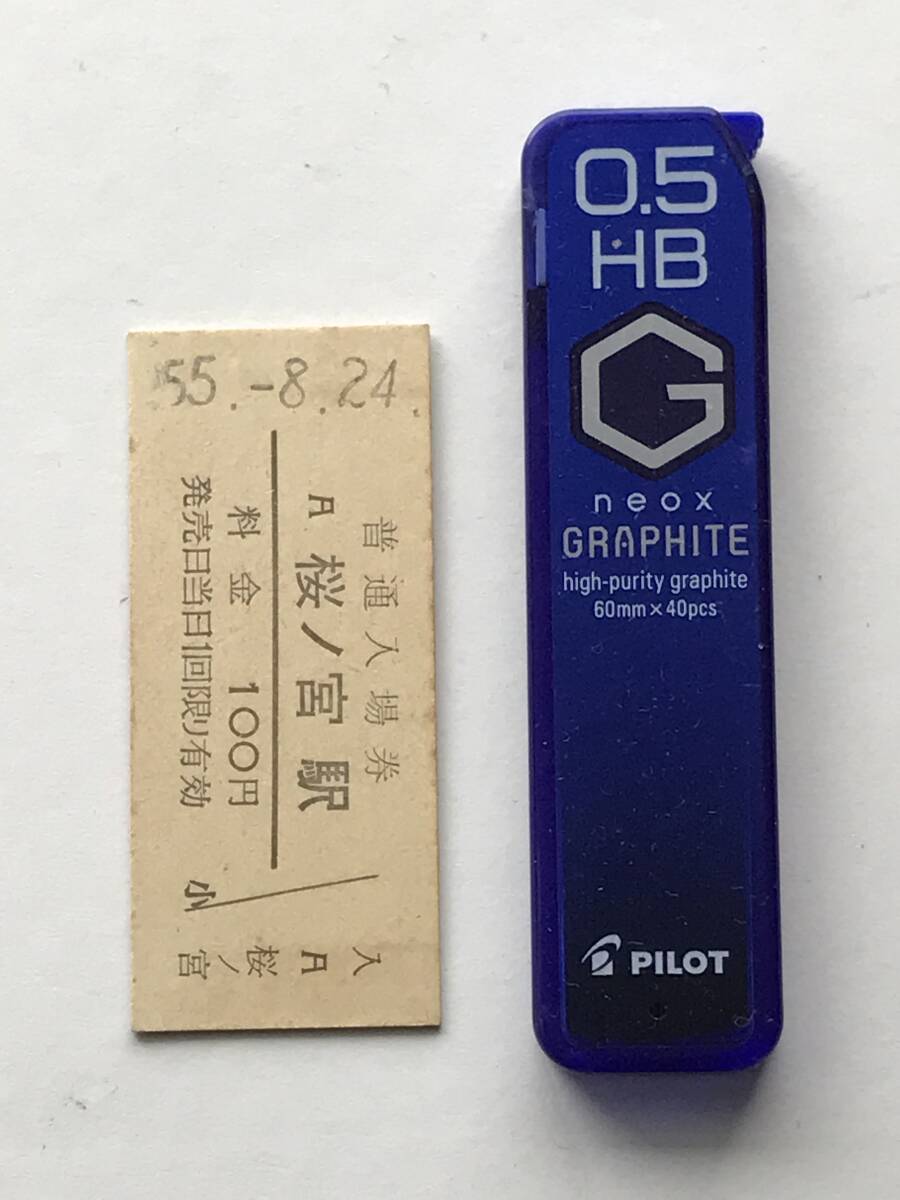 55.-8.24.
普通入場券
A 桜ノ宮駅
料金 100円
発売日当日1回限り有効
小
入
A
桜ノ
宮
0.5
HB
G
neox
GRAPHITE
high-purity graphite
60mm×40pcs
PILOT